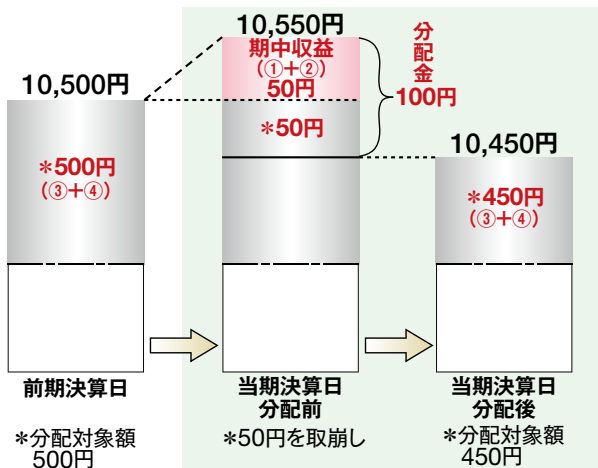 10,500円
＊500円
（③＋④）
前期決算日
＊分配対象額
500円
10,550円
期中収益
（①＋②）
50円
＊50円
分配金
100円
当期決算日
分配前
＊50円を取崩し
10,450円
＊450円
（③＋④）
当期決算日
分配後
＊分配対象額
450円